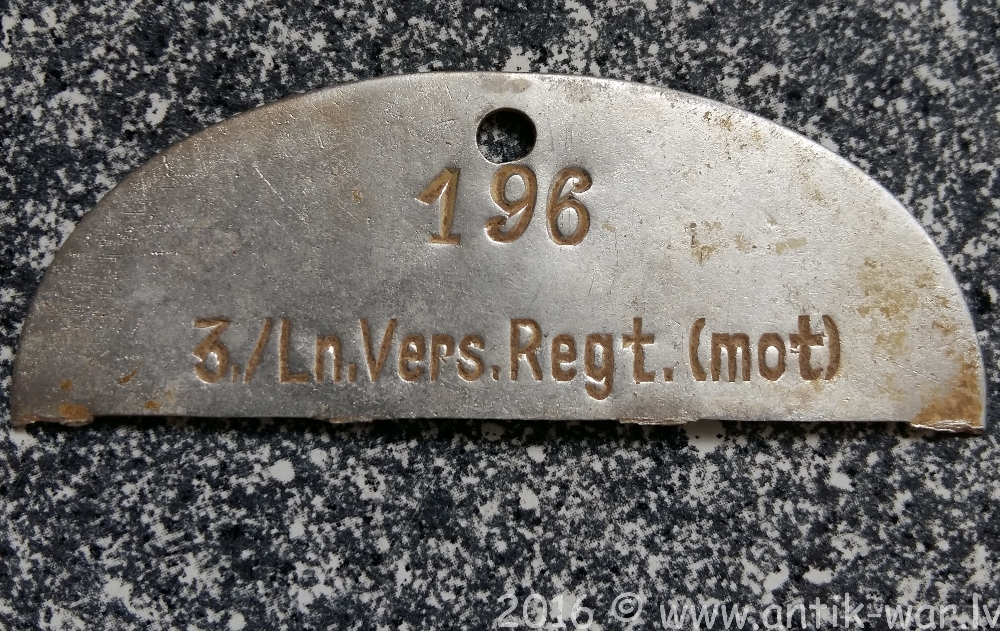 196
3./Ln.Vers.Regt.(mot)
2016 © www.antik-war.lv